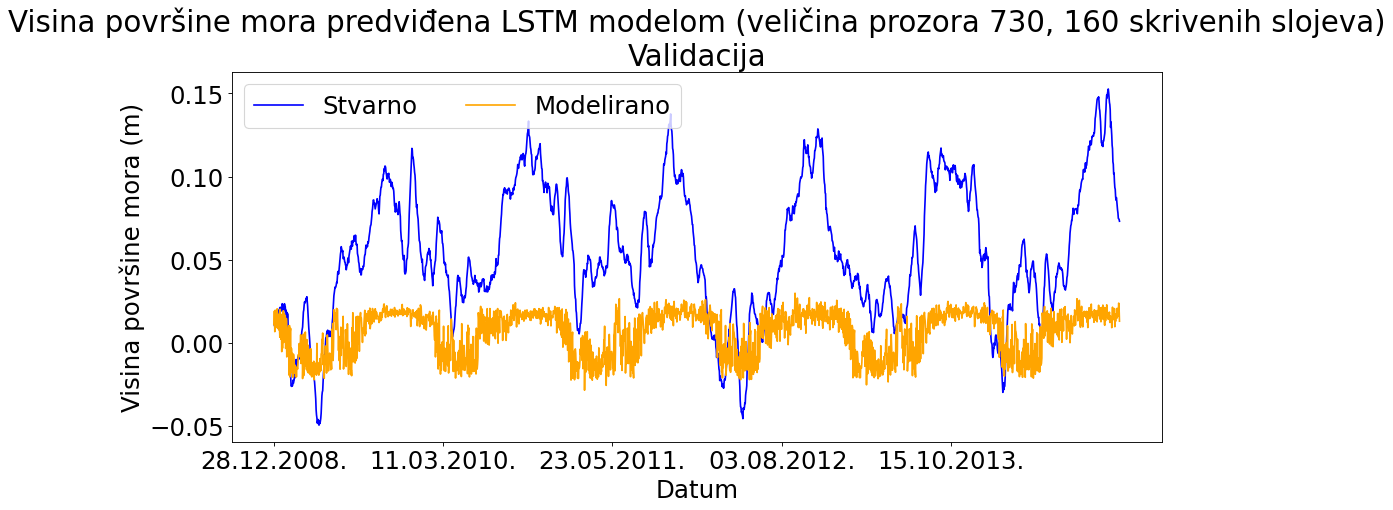 Visina površine mora predviđena LSTM modelom (veličina prozora 730, 160 skrivenih slojeva)
Validacija
Stvarno
Modelirano
Visina površine mora (m)
0.15
0.10
0.05
0.00
−0.05
28.12.2008.
11.03.2010.
23.05.2011.
03.08.2012.
15.10.2013.
Datum